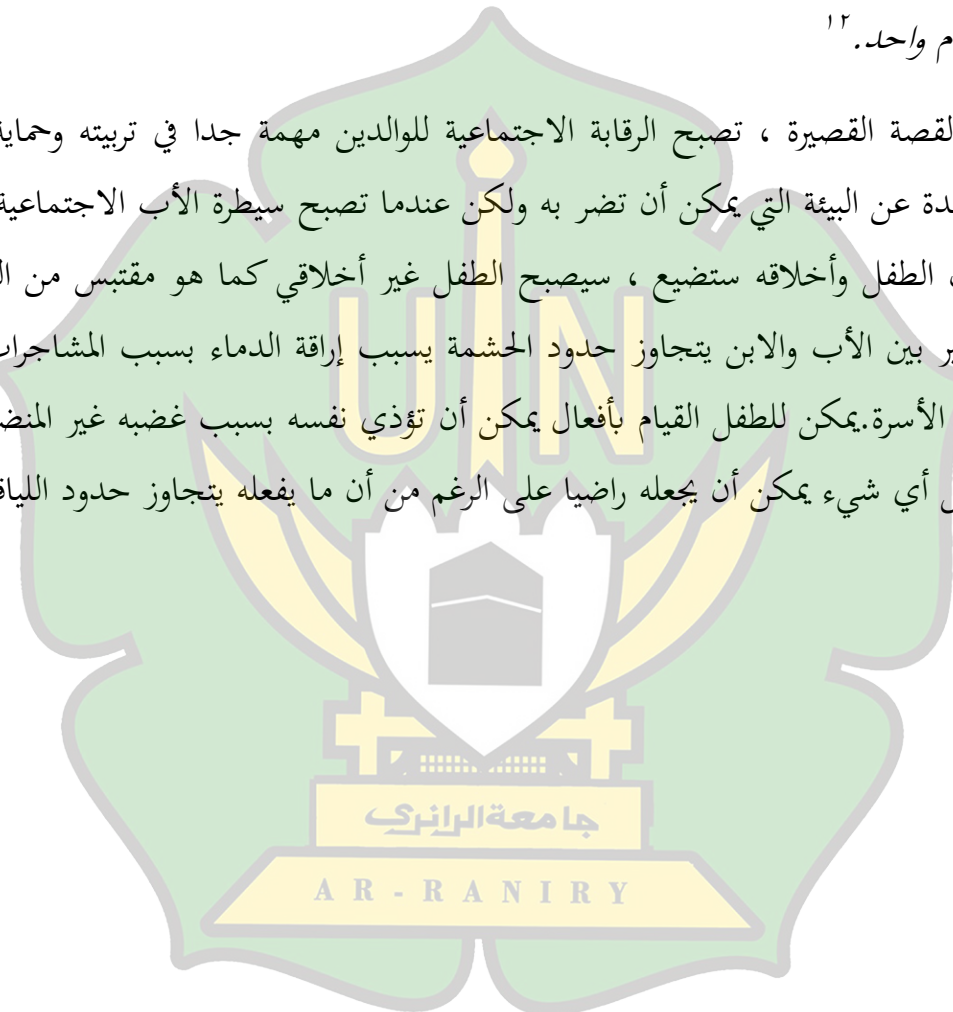 م واحد.١٢
لقصة القصيرة ، تصبح الرقابة الاجتماعية للوالدين مهمة جدا في تربيته وحماية
دة عن البيئة التي يمكن أن تضر به ولكن عندما تصبح سيطرة الأب الاجتماعية
الطفل وأخلاقه ستضيع ، سيصبح الطفل غير أخلاقي كما هو مقتبس من ال
ير بين الأب والابن يتجاوز حدود الحشمة يسبب إراقة الدماء بسبب المشاجرات
الأسرة.يمكن للطفل القيام بأفعال يمكن أن تؤذي نفسه بسبب غضبه غير المنض
ل أي شيء يمكن أن يجعله راضيا على الرغم من أن ما يفعله يتجاوز حدود اللياق
UIN
جامعة الرانري
AR-RANIRY